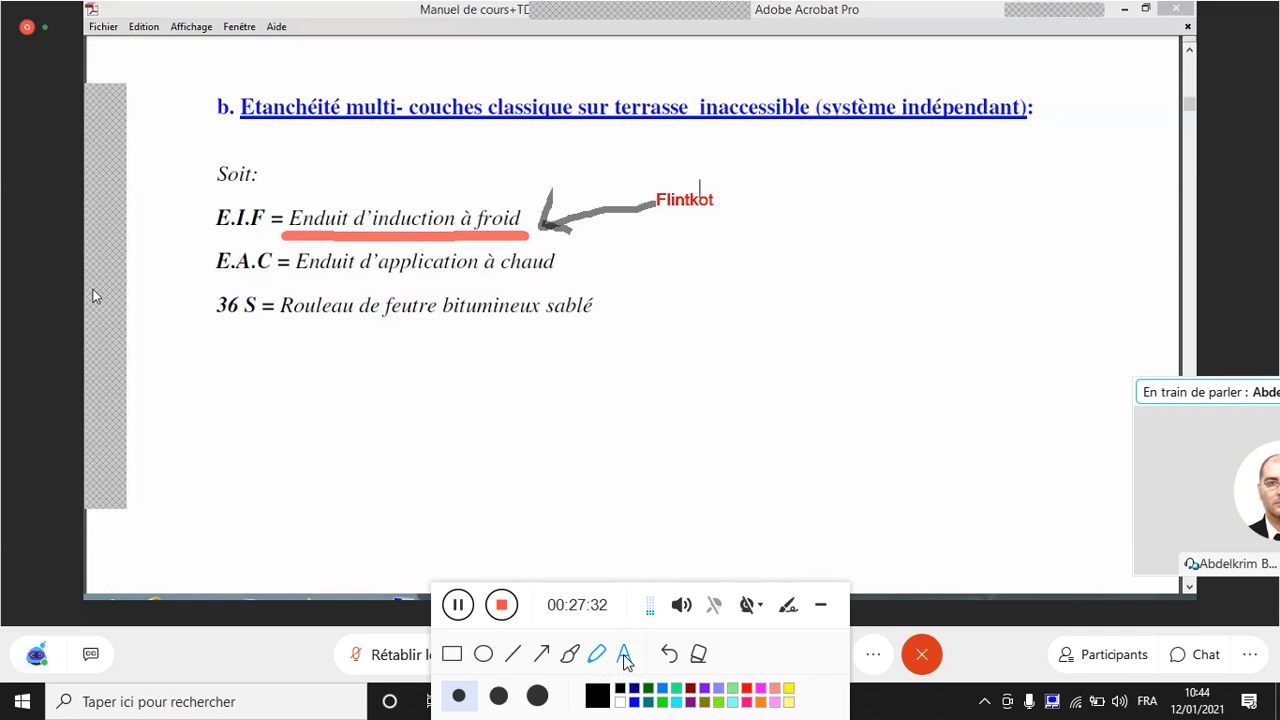 Manuel de cours+TD
Adobe Acrobat Pro
Fichier Edition Affichage Fenêtre Aide
b. Etanchéité multi- couches classique sur terrasse inaccessible (système indépendant):
Soit:
Flintkot
E.I.F = Enduit d’induction à froid
E.A.C = Enduit d’application à chaud
36 S = Rouleau de feutre bitumineux sablé
En train de parler : Abde
Abdelkrim B...
00:27:32
A
CC
Rétablir le
Participants
Chat
Taper ici pour rechercher
FRA
10:44
12/01/2021